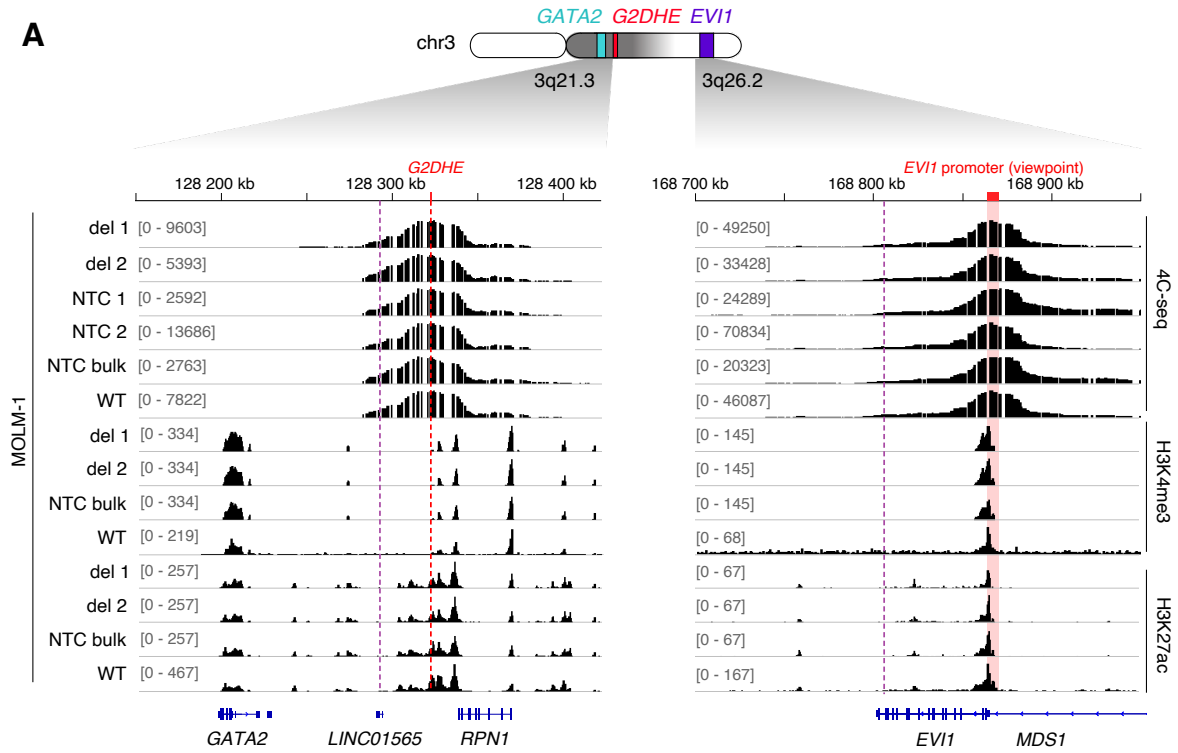 A
GATA2 G2DHE EVI1
chr3
3q21.3 3q26.2
G2DHE EVI1 promoter (viewpoint)
128 200 kb 128 300 kb 128 400 kb 168 700 kb 168 800 kb 168 900 kb
MOLM-1
del 1 [0 - 9603] [0 - 49250]
del 2 [0 - 5393] [0 - 33428]
NTC 1 [0 - 2592] [0 - 24289]
NTC 2 [0 - 13686] [0 - 70834]
NTC bulk [0 - 2763] [0 - 20323]
WT [0 - 7822] [0 - 46087]
4C-seq
del 1 [0 - 334] [0 - 145]
del 2 [0 - 334] [0 - 145]
NTC bulk [0 - 334] [0 - 145]
WT [0 - 219] [0 - 68]
H3K4me3
del 1 [0 - 257] [0 - 67]
del 2 [0 - 257] [0 - 67]
NTC bulk [0 - 257] [0 - 67]
WT [0 - 467] [0 - 167]
H3K27ac
GATA2 LINC01565 RPN1 EVI1 MDS1